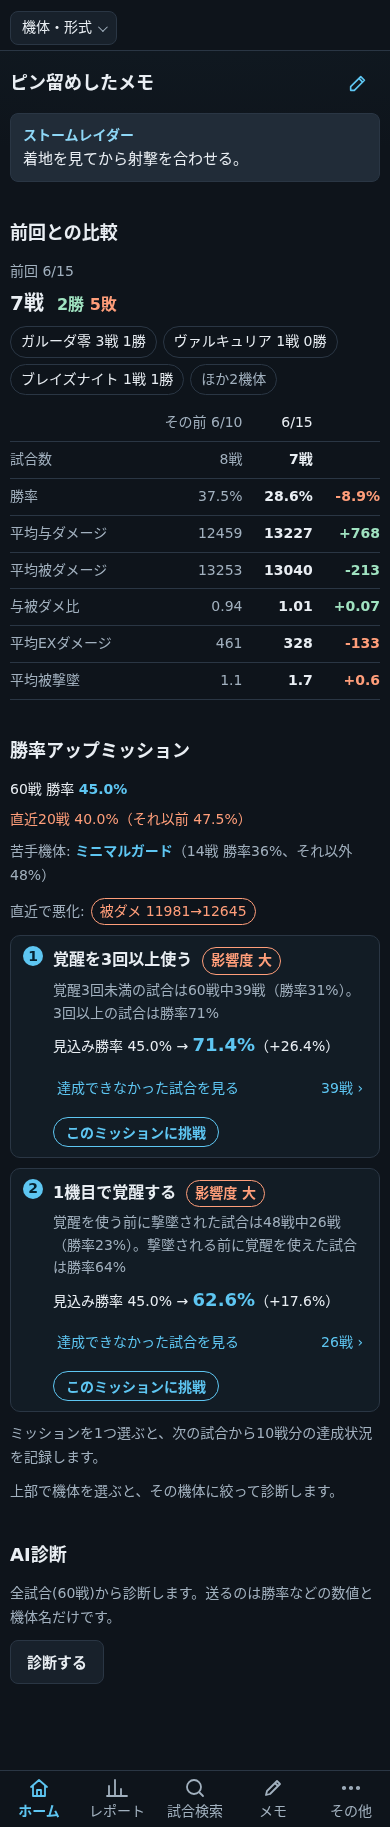 機体・形式
ピン留めしたメモ
ストームレイダー
着地を見てから射撃を合わせる。
前回との比較
前回 6/15
7戦 2勝 5敗
ガルーダ零 3戦 1勝 ヴァルキュリア 1戦 0勝
ブレイズナイト 1戦 1勝 ほか2機体
その前 6/10 6/15
試合数 8戦 7戦
勝率 37.5% 28.6% -8.9%
平均与ダメージ 12459 13227 +768
平均被ダメージ 13253 13040 -213
与被ダメ比 0.94 1.01 +0.07
平均EXダメージ 461 328 -133
平均被撃墜 1.1 1.7 +0.6
勝率アップミッション
60戦 勝率 45.0%
直近20戦 40.0%（それ以前 47.5%）
苦手機体: ミニマルガード（14戦 勝率36%、それ以外
48%）
直近で悪化: 被ダメ 11981→12645
1 覚醒を3回以上使う 影響度 大
覚醒3回未満の試合は60戦中39戦（勝率31%）。
3回以上の試合は勝率71%
見込み勝率 45.0% → 71.4%（+26.4%）
達成できなかった試合を見る 39戦 ›
このミッションに挑戦
2 1機目で覚醒する 影響度 大
覚醒を使う前に撃墜された試合は48戦中26戦
（勝率23%）。撃墜される前に覚醒を使えた試合
は勝率64%
見込み勝率 45.0% → 62.6%（+17.6%）
達成できなかった試合を見る 26戦 ›
このミッションに挑戦
ミッションを1つ選ぶと、次の試合から10戦分の達成状況
を記録します。
上部で機体を選ぶと、その機体に絞って診断します。
AI診断
全試合(60戦)から診断します。送るのは勝率などの数値と
機体名だけです。
診断する
ホーム レポート 試合検索 メモ その他